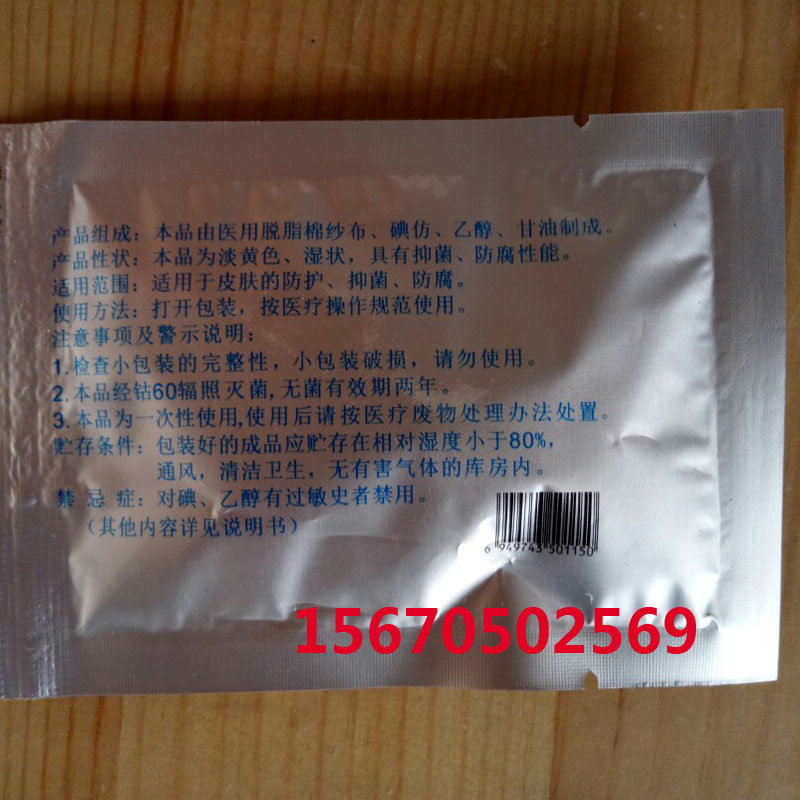 产品组成：本品由医用脱脂棉纱布、碘仿、乙醇、甘油制成。
产品性状：本品为淡黄色、湿状，具有抑菌、防腐性能。
适用范围：适用于皮肤的防护、抑菌、防腐。
使用方法：打开包装，按医疗操作规范使用。
注意事项及警示说明：
1.检查小包装的完整性，小包装破损，请勿使用。
2.本品经钴60辐照灭菌,无菌有效期两年。
3.本品为一次性使用,使用后请按医疗废物处理办法处置。
贮存条件：包装好的成品应贮存在相对湿度小于80%，
通风，清洁卫生，无有害气体的库房内。
禁 忌 症：对碘、乙醇有过敏史者禁用。
（其他内容详见说明书）
6 949743 501150
15670502569